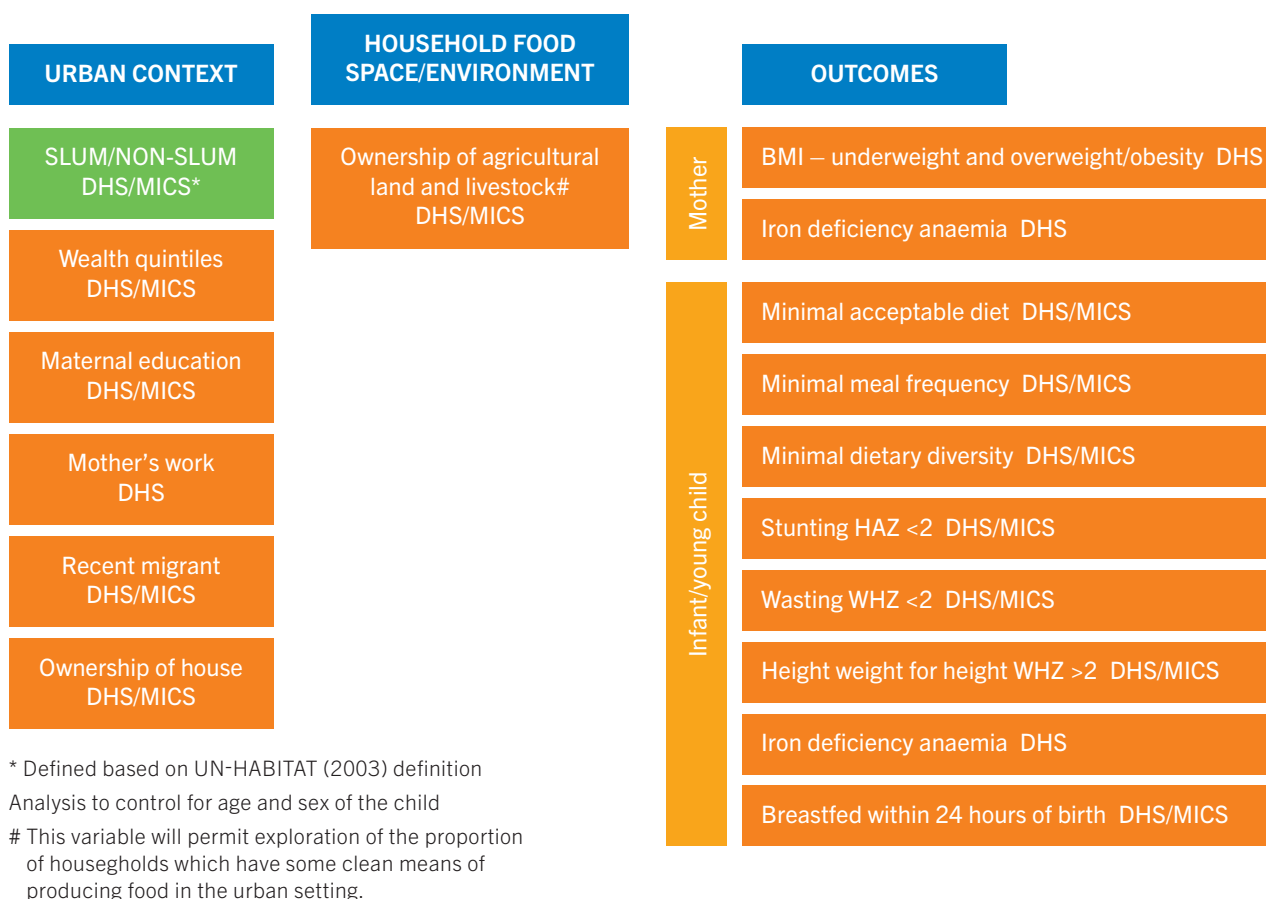 URBAN CONTEXT
SLUM/NON-SLUM
DHS/MICS*
Wealth quintiles
DHS/MICS
Maternal education
DHS/MICS
Mother's work
DHS
Recent migrant
DHS/MICS
Ownership of house
DHS/MICS
HOUSEHOLD FOOD
SPACE/ENVIRONMENT
Ownership of agricultural
land and livestock#
DHS/MICS
OUTCOMES
Mother
BMI – underweight and overweight/obesity DHS
Iron deficiency anaemia DHS
Infant/young child
Minimal acceptable diet DHS/MICS
Minimal meal frequency DHS/MICS
Minimal dietary diversity DHS/MICS
Stunting HAZ <2 DHS/MICS
Wasting WHZ <2 DHS/MICS
Height weight for height WHZ >2 DHS/MICS
Iron deficiency anaemia DHS
Breastfed within 24 hours of birth DHS/MICS
* Defined based on UN-HABITAT (2003) definition
Analysis to control for age and sex of the child
# This variable will permit exploration of the proportion
of housegholds which have some clean means of
producing food in the urban setting.